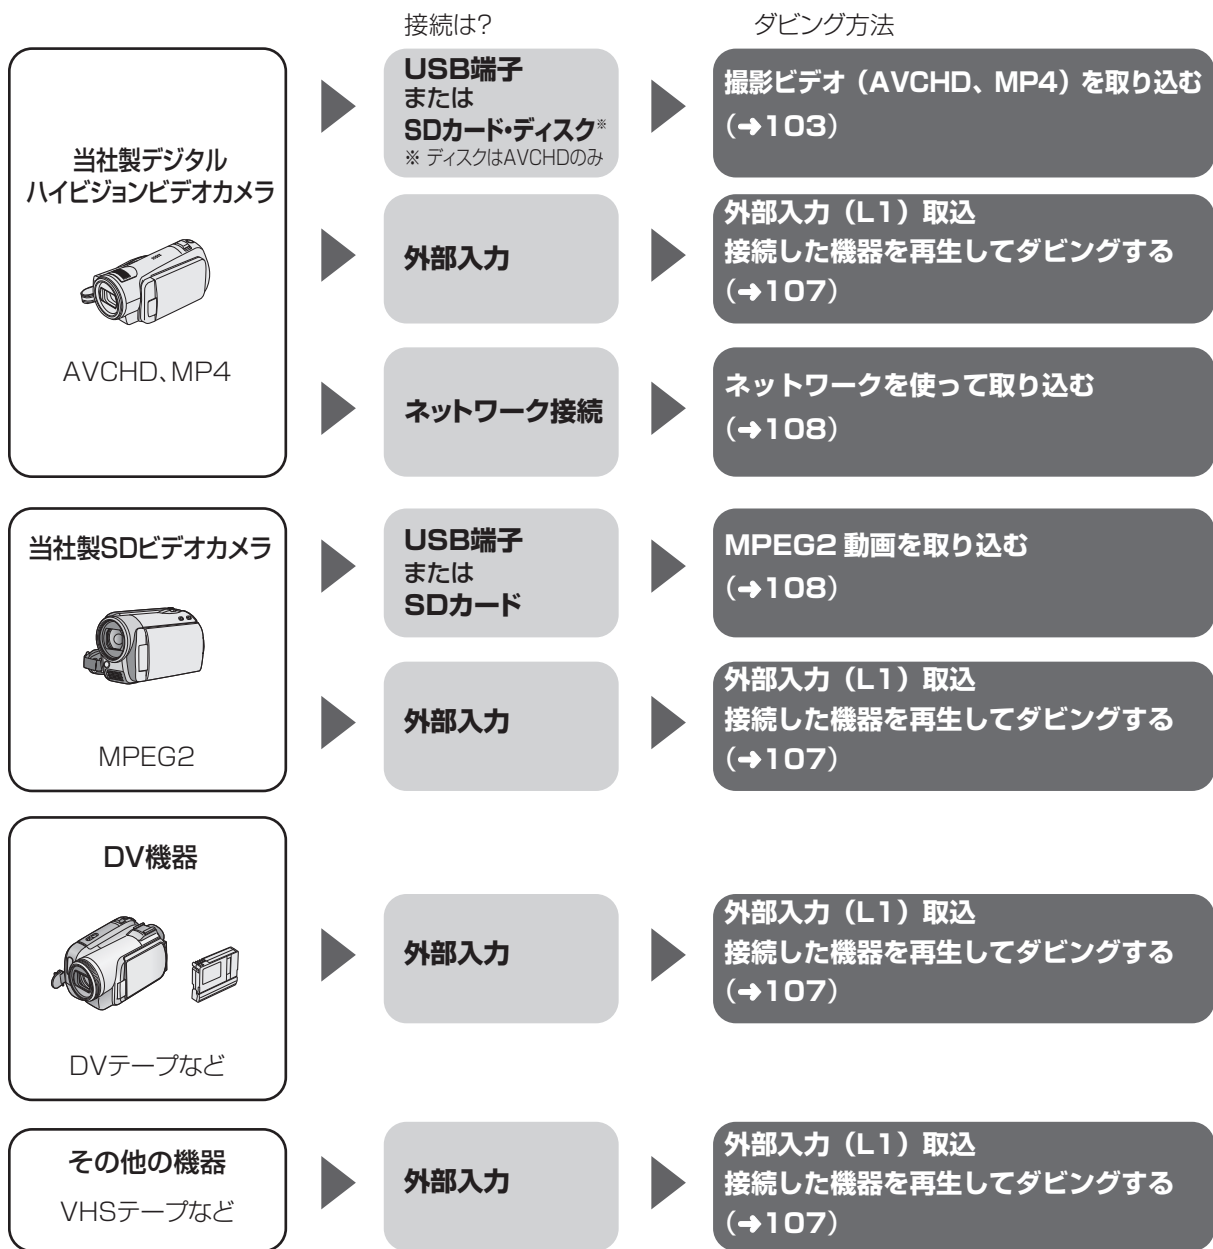 接続は?
ダビング方法
当社製デジタル
ハイビジョンビデオカメラ
AVCHD、MP4
USB端子
または
SDカード・ディスク※
※ ディスクはAVCHDのみ
撮影ビデオ（AVCHD、MP4）を取り込む
（➜103）
外部入力
外部入力（L1）取込
接続した機器を再生してダビングする
（➜107）
ネットワーク接続
ネットワークを使って取り込む
（➜108）
当社製SDビデオカメラ
MPEG2
USB端子
または
SDカード
MPEG2 動画を取り込む
（➜108）
外部入力
外部入力（L1）取込
接続した機器を再生してダビングする
（➜107）
DV機器
DVテープなど
外部入力
外部入力（L1）取込
接続した機器を再生してダビングする
（➜107）
その他の機器
VHSテープなど
外部入力
外部入力（L1）取込
接続した機器を再生してダビングする
（➜107）